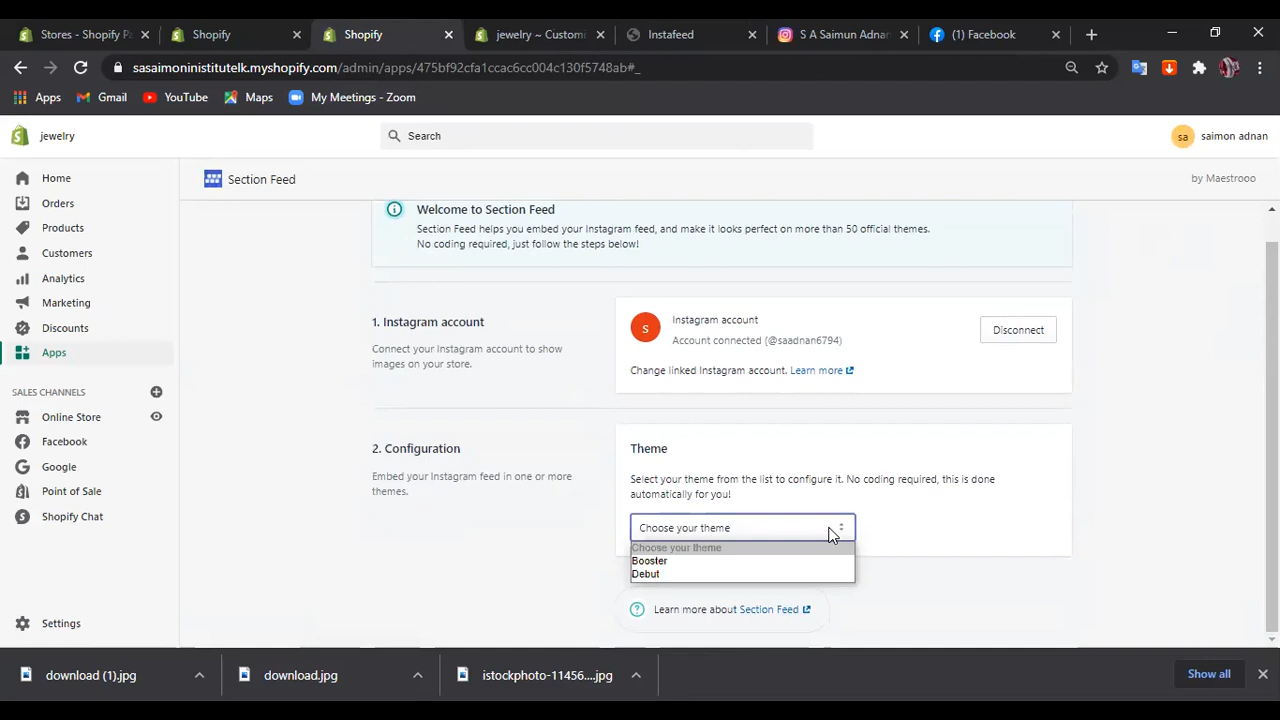 Stores - Shopify Pa
Shopify
Shopify
jewelry ~ Customi
Instafeed
S A Saimun Adnan
(1) Facebook
sasaimoninistitutelk.myshopify.com/admin/apps/475bf92cfa1ccac6cc004c130f5748ab#_
Apps
Gmail
YouTube
Maps
My Meetings - Zoom
jewelry
Search
sa
saimon adnan
Home
Orders
Products
Customers
Analytics
Marketing
Discounts
Apps
SALES CHANNELS
Online Store
Facebook
Google
Point of Sale
Shopify Chat
Settings
Section Feed
by Maestrooo
Welcome to Section Feed
Section Feed helps you embed your Instagram feed, and make it looks perfect on more than 50 official themes.
No coding required, just follow the steps below!
1. Instagram account
Connect your Instagram account to show
images on your store.
s
Instagram account
Account connected (@saadnan6794)
Disconnect
Change linked Instagram account. Learn more
2. Configuration
Embed your Instagram feed in one or more
themes.
Theme
Select your theme from the list to configure it. No coding required, this is done
automatically for you!
Choose your theme
Choose your theme
Booster
Debut
Learn more about Section Feed
download (1).jpg
download.jpg
istockphoto-11456....jpg
Show all